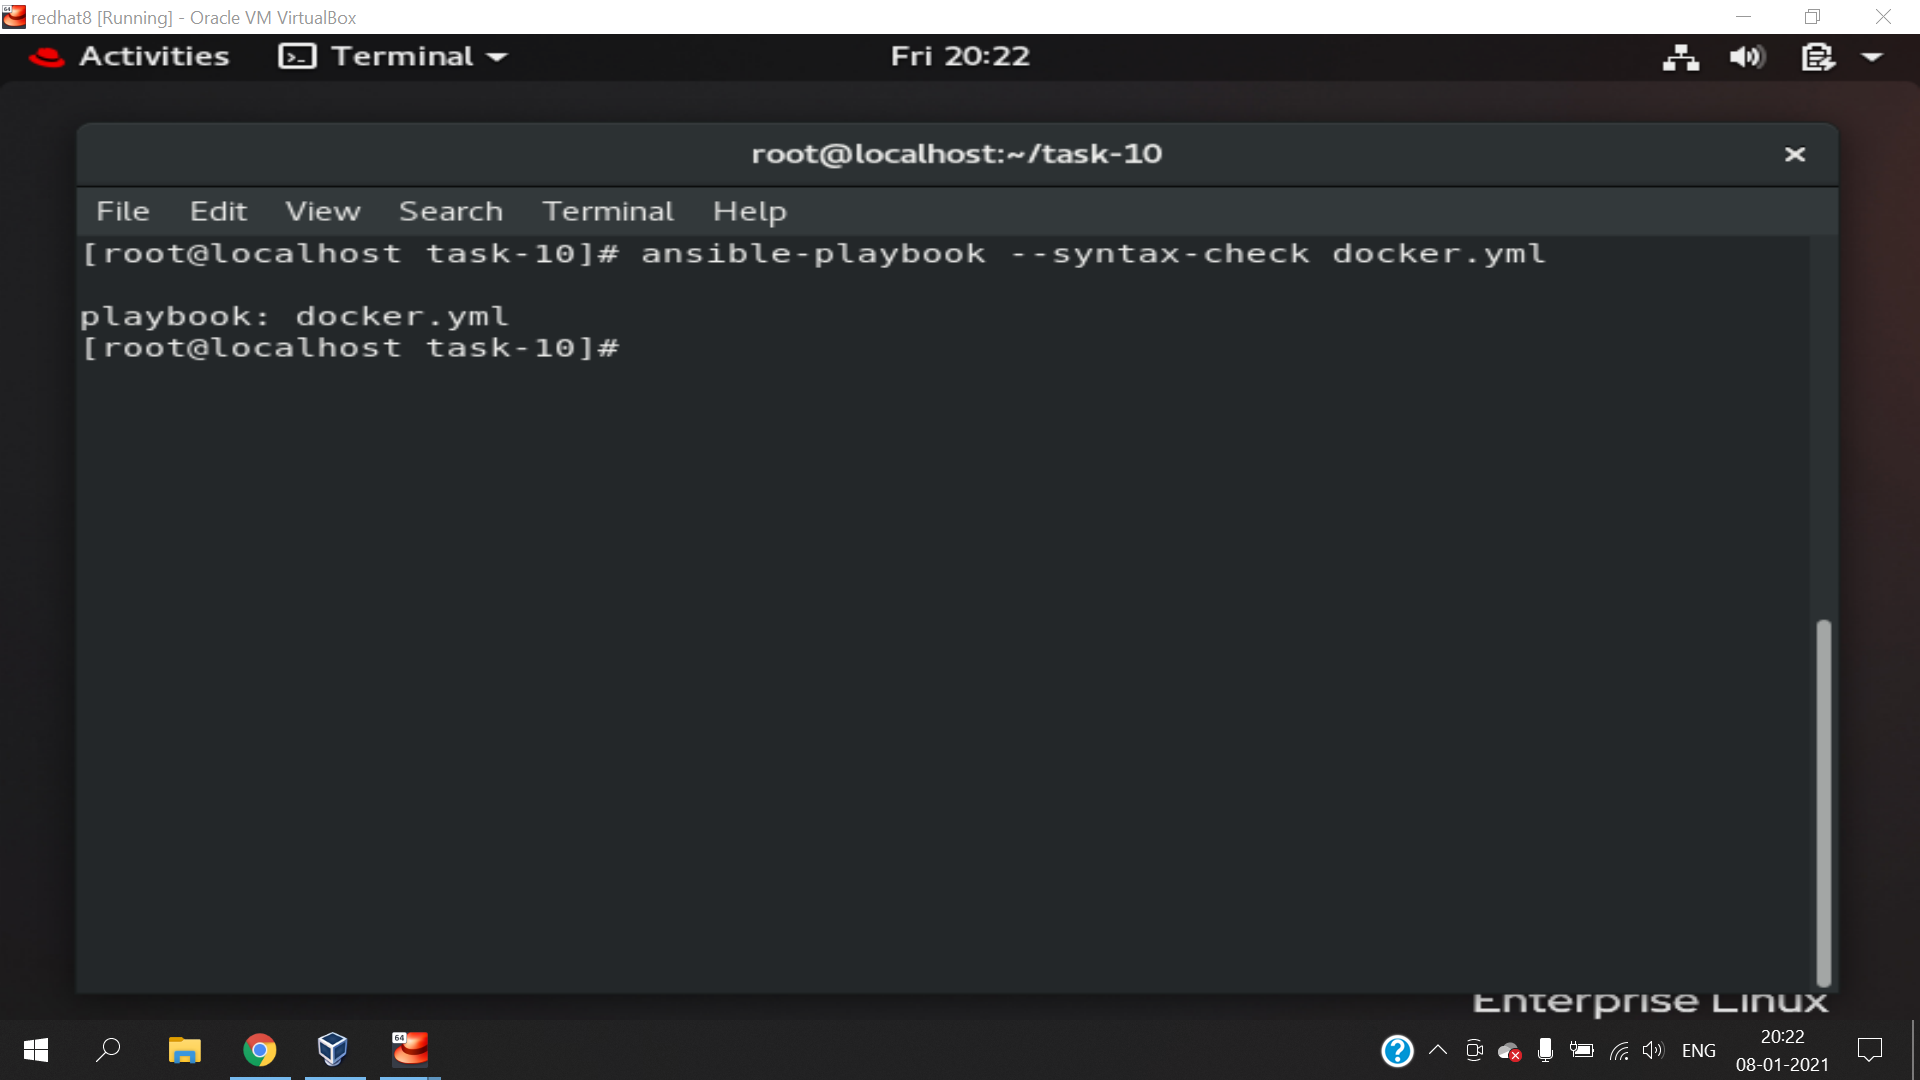 redhat8 [Running] - Oracle VM VirtualBox
Activities Terminal Fri 20:22
root@localhost:~/task-10
File Edit View Search Terminal Help
[root@localhost task-10]# ansible-playbook --syntax-check docker.yml
playbook: docker.yml
[root@localhost task-10]#
Enterprise Linux
64
ENG
20:22
08-01-2021